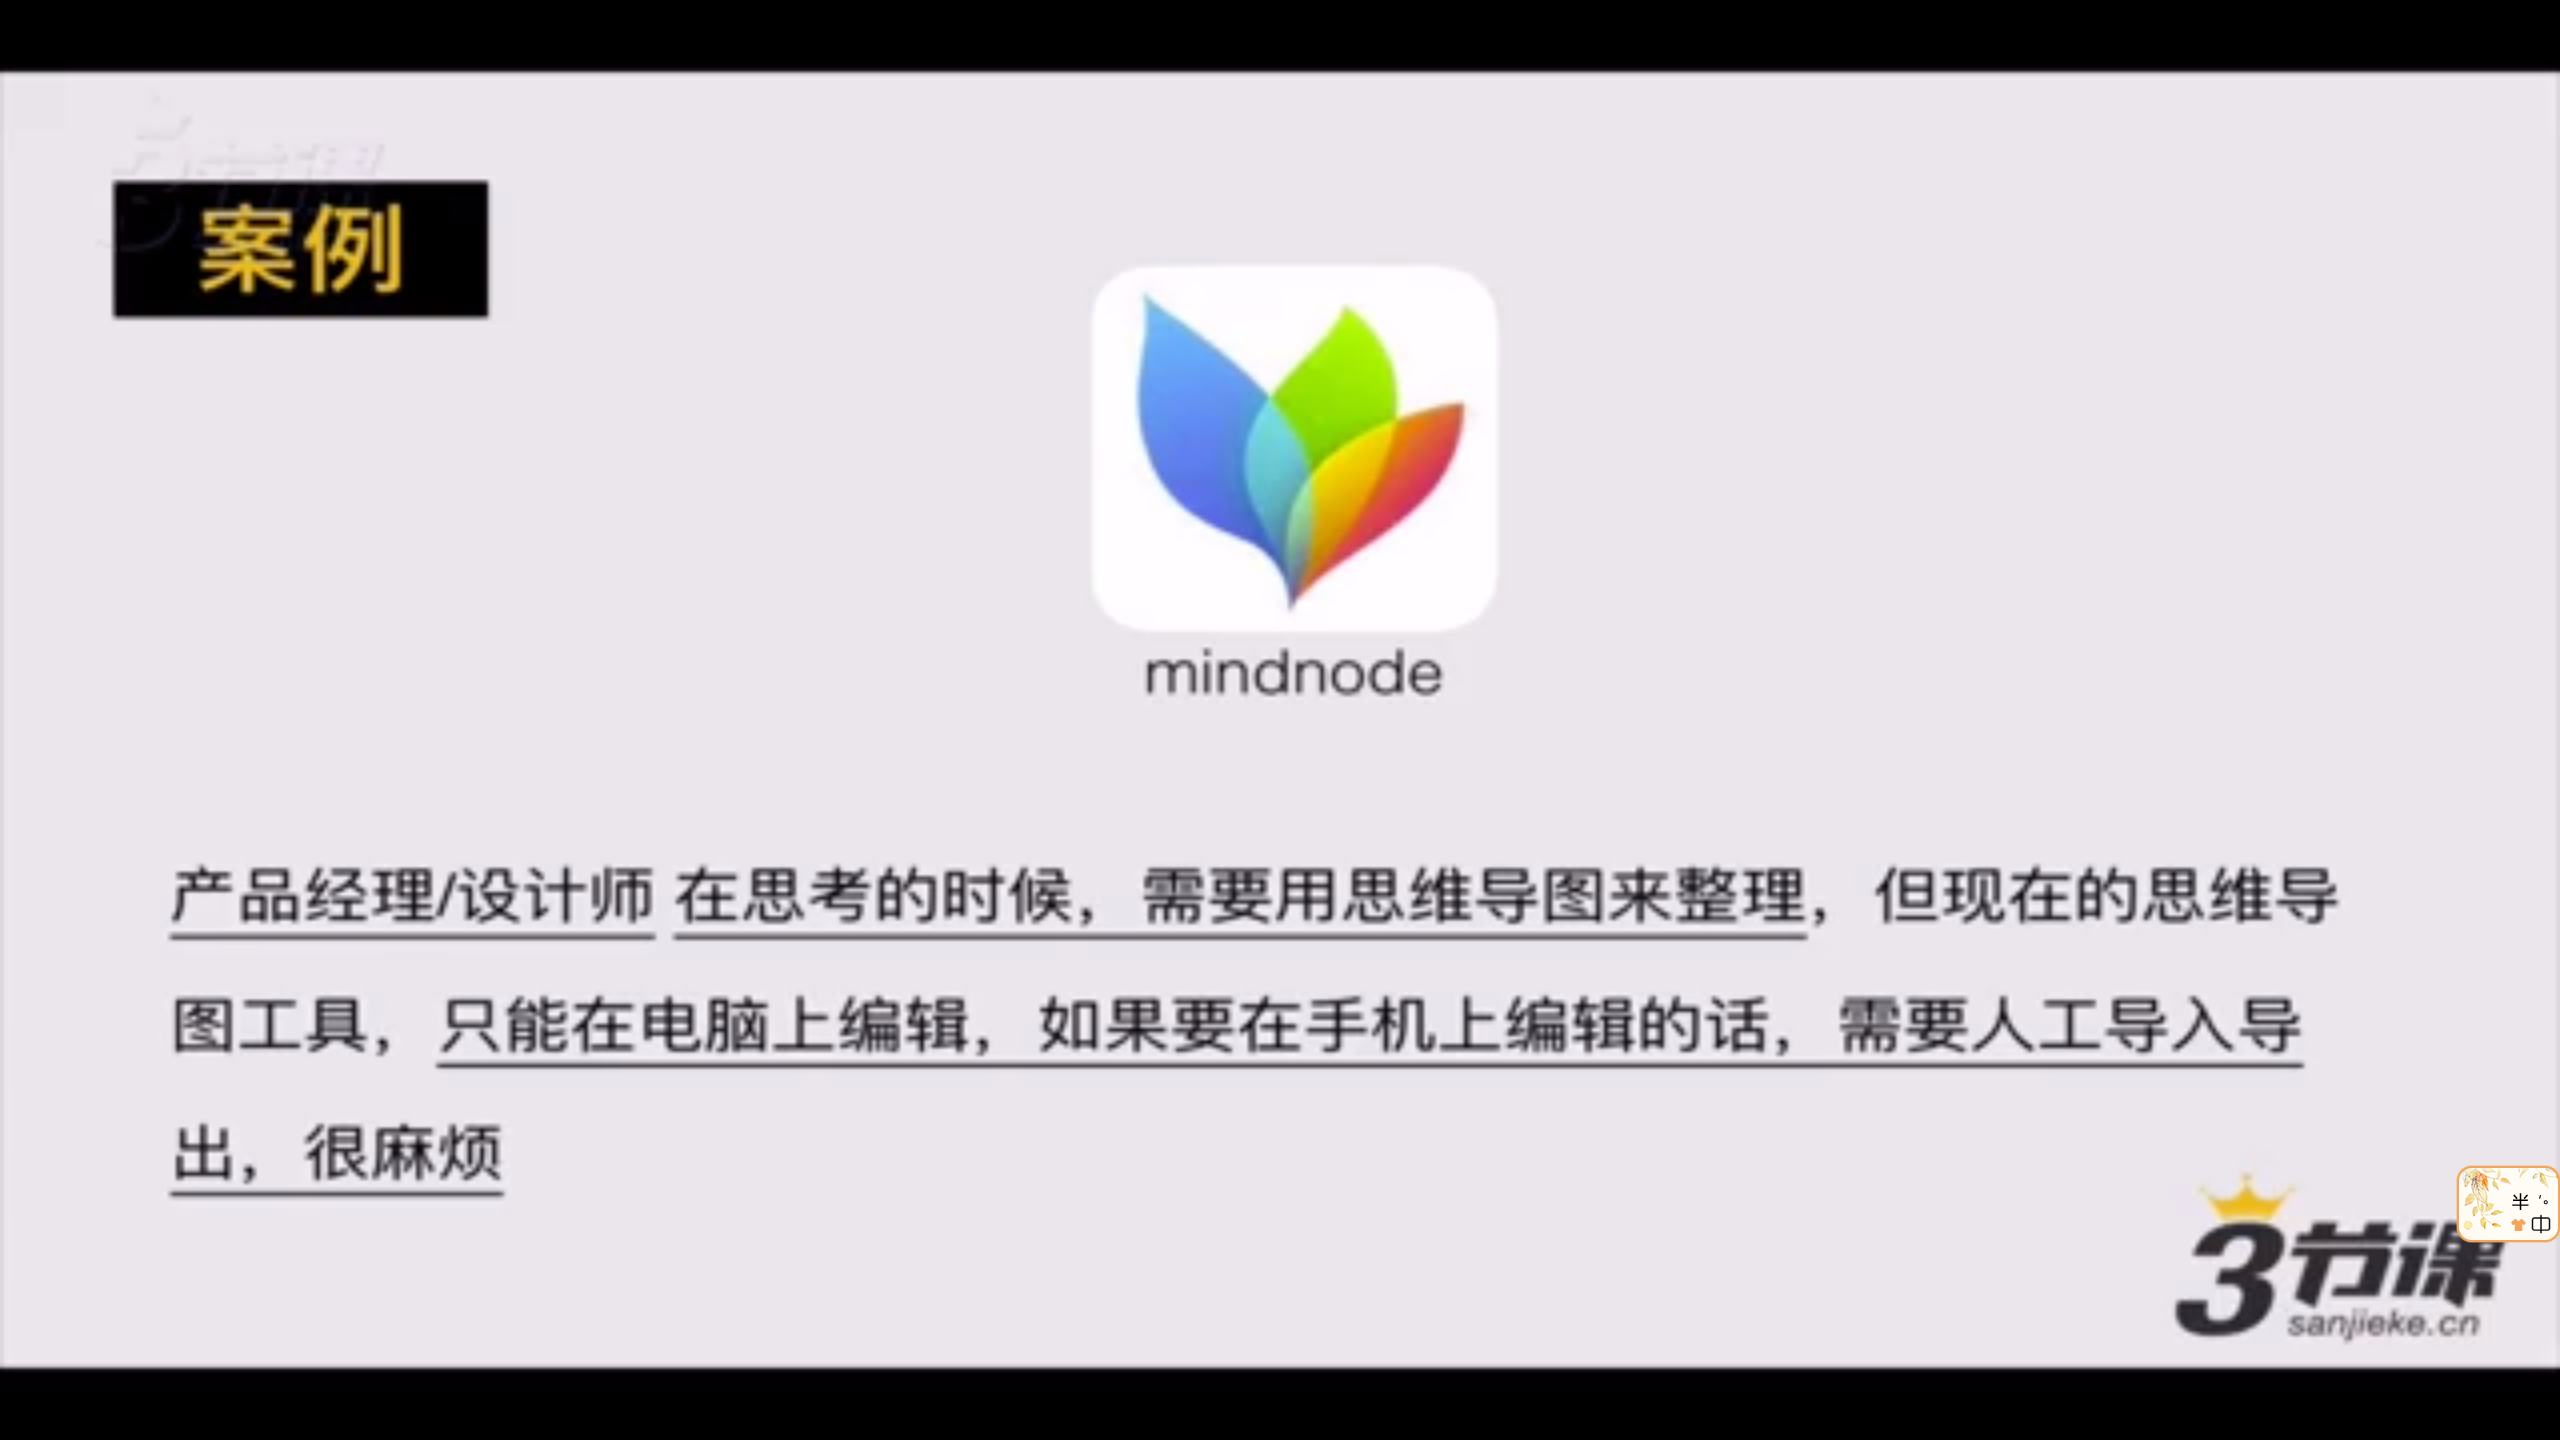 案例
mindnode
产品经理/设计师 在思考的时候，需要用思维导图来整理，但现在的思维导
图工具，只能在电脑上编辑，如果要在手机上编辑的话，需要人工导入导
出，很麻烦
半 '。
中
3节课
sanjieke.cn